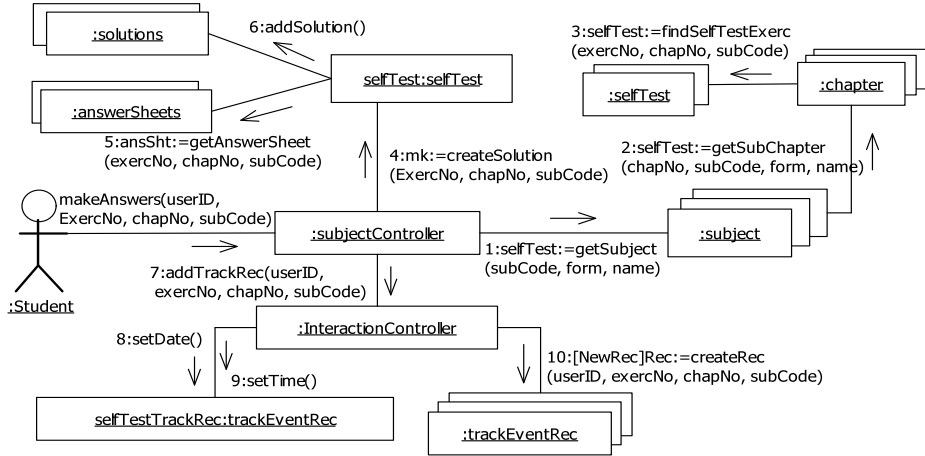 :solutions
6:addSolution()
3:selfTest:=findSelfTestExerc
(exercNo, chapNo, subCode)
selfTest:selfTest
:selfTest
:chapter
:answerSheets
5:ansSht:=getAnswerSheet
(exercNo, chapNo, subCode)
4:mk:=createSolution
(ExercNo, chapNo, subCode)
2:selfTest:=getSubChapter
(chapNo, subCode, form, name)
makeAnswers(userID,
ExercNo, chapNo, subCode)
:subjectController
:subject
1:selfTest:=getSubject
(subCode, form, name)
:Student
7:addTrackRec(userID,
exercNo, chapNo, subCode)
:InteractionController
8:setDate()
9:setTime()
10:[NewRec]Rec:=createRec
(userID, exercNo, chapNo, subCode)
selfTestTrackRec:trackEventRec
:trackEventRec